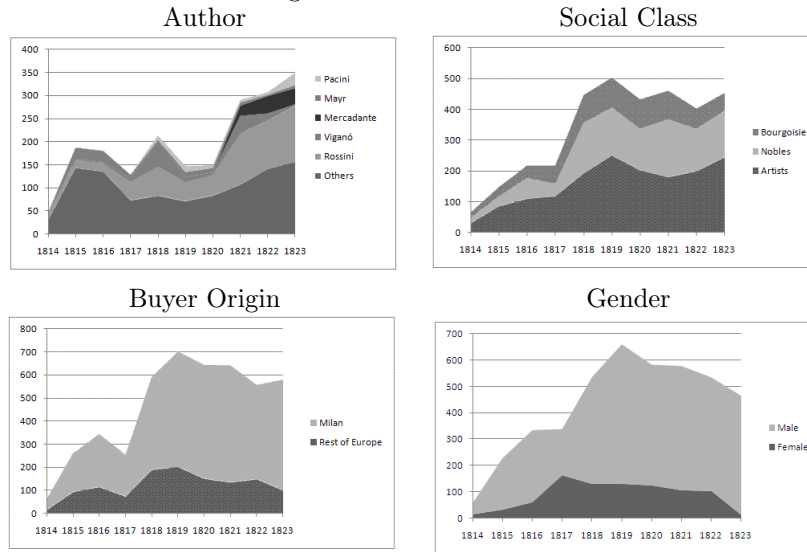 Author
Social Class
400
350
300
250
200
150
100
50
0
1814 1815 1816 1817 1818 1819 1820 1821 1822 1823
Pacini
Mayr
Mercadante
Viganó
Rossini
Others
600
500
400
300
200
100
0
1814 1815 1816 1817 1818 1819 1820 1821 1822 1823
Bourgoisie
Nobles
Artists
Buyer Origin
Gender
800
700
600
500
400
300
200
100
0
1814 1815 1816 1817 1818 1819 1820 1821 1822 1823
Milan
Rest of Europe
700
600
500
400
300
200
100
0
1814 1815 1816 1817 1818 1819 1820 1821 1822 1823
Male
Female